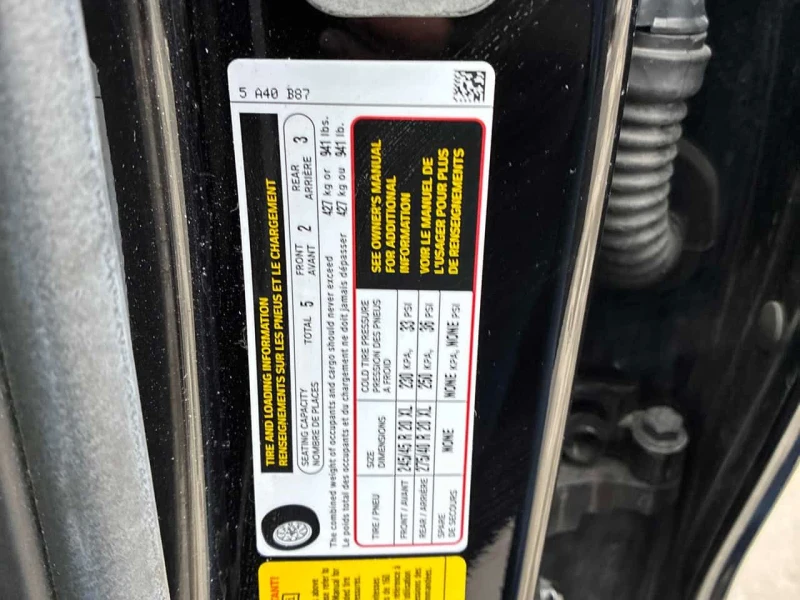 5 A40 B87
TIRE AND LOADING INFORMATION
RENSEIGNEMENTS SUR LES PNEUS ET LE CHARGEMENT
SEATING CAPACITY
NOMBRE DE PLACES
TOTAL 5
FRONT
AVANT 2
REAR
ARRIÈRE 3
The combined weight of occupants and cargo should never exceed 427 kg or 941 lbs.
Le poids total des occupants et du chargement ne doit jamais dépasser 427 kg ou 941 lb.
TIRE / PNEU
SIZE
DIMENSIONS
COLD TIRE PRESSURE
PRESSION DES PNEUS
A FROID
FRONT / AVANT 245/45 R 20 XL 230 KPA, 33 PSI
REAR / ARRIÈRE 275/40 R 20 XL 250 KPA, 36 PSI
SPARE
DE SECOURS
NONE NONE KPA, NONE PSI
SEE OWNER'S MANUAL
FOR ADDITIONAL
INFORMATION
VOIR LE MANUEL DE
L'USAGER POUR PLUS
DE RENSEIGNEMENTS